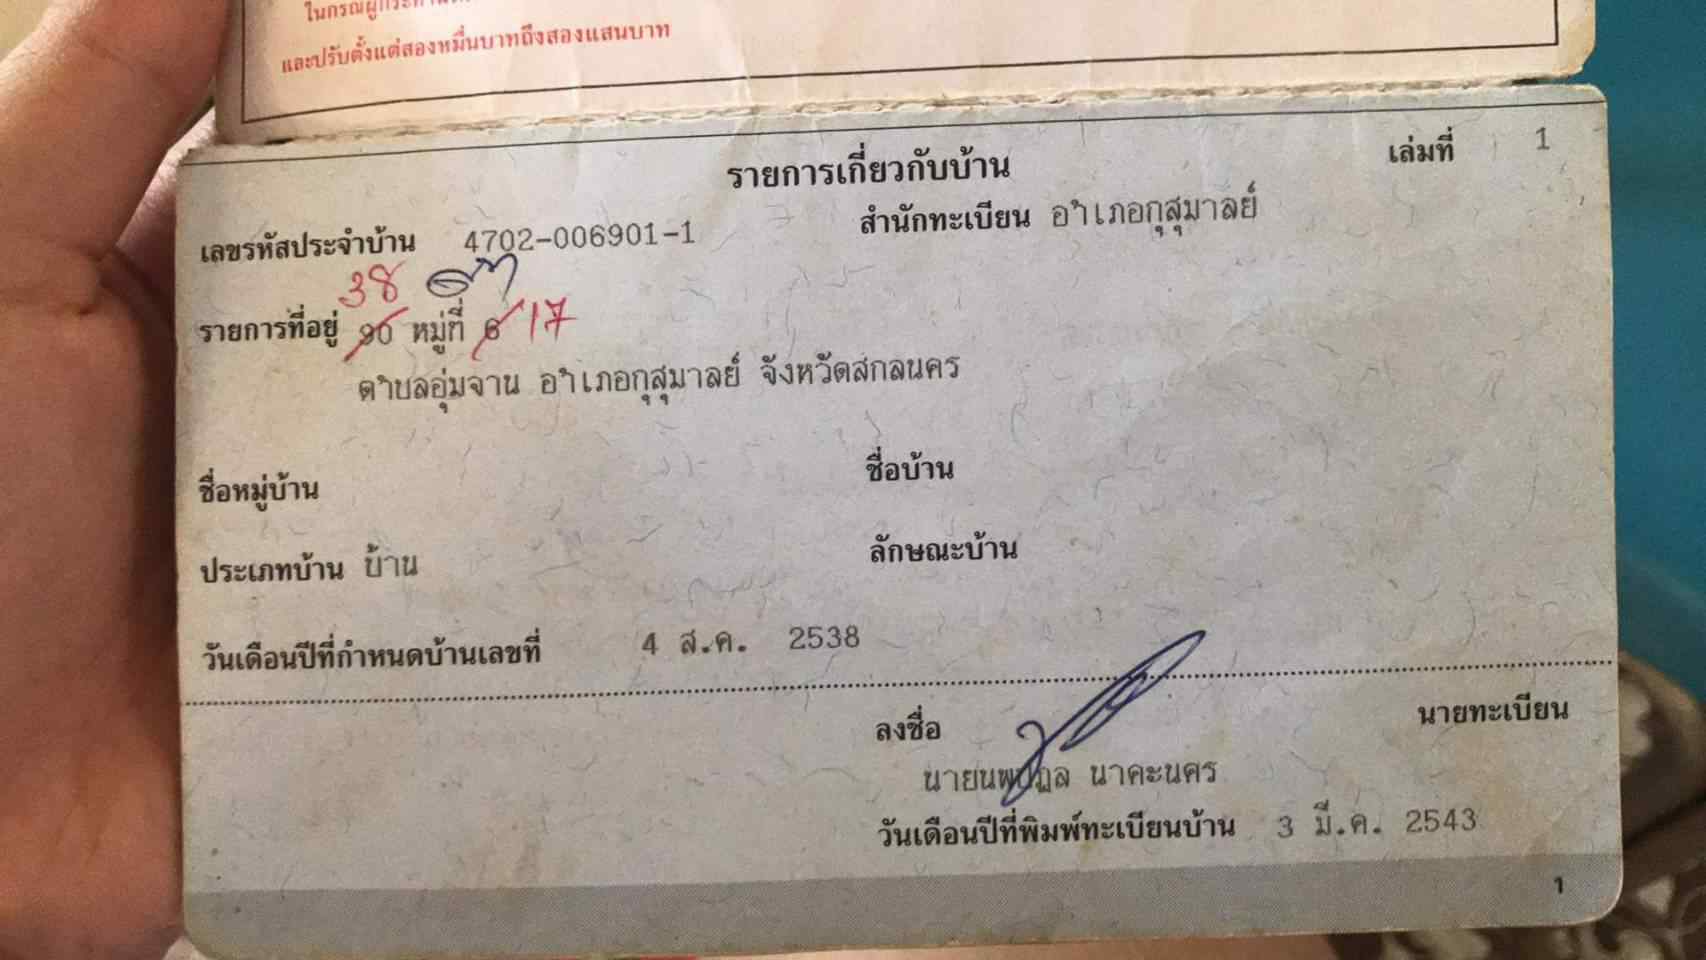 ในกรณีผู้กระทำ
และปรับตั้งแต่สองหมื่นบาทถึงสองแสนบาท
รายการเกี่ยวกับบ้าน เล่มที่ 1
เลขรหัสประจำบ้าน 4702-006901-1 สำนักทะเบียน อำเภอกุสุมาลย์
38
รายการที่อยู่ 90 หมู่ที่ 6 17
ตำบลอุ่มจาน อำเภอกุสุมาลย์ จังหวัดสกลนคร
ชื่อหมู่บ้าน ชื่อบ้าน
ประเภทบ้าน บ้าน ลักษณะบ้าน
วันเดือนปีที่กำหนดบ้านเลขที่ 4 ส.ค. 2538
ลงชื่อ นายทะเบียน
นาคะนคร
วันเดือนปีที่พิมพ์ทะเบียนบ้าน 3 มี.ค. 2543
1